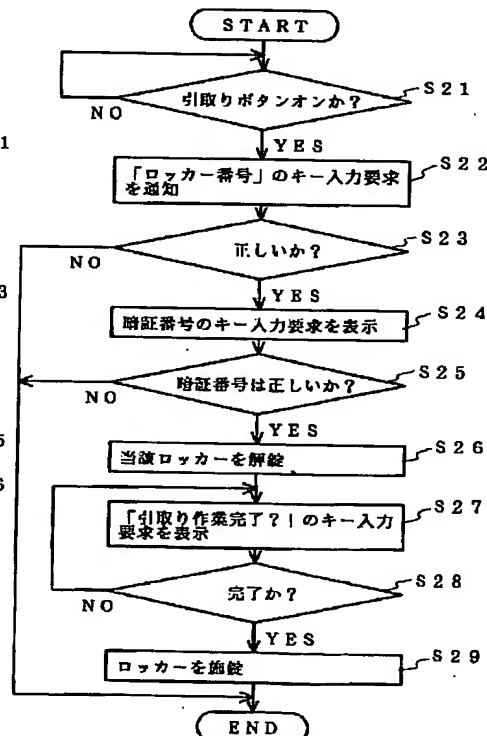 START
引取りボタンオンか?
S21
NO
YES
1
「ロッカー番号」のキー入力要求
を通知
S22
正しいか?
S23
NO
YES
3
暗証番号のキー入力要求を表示
S24
暗証番号は正しいか?
S25
NO
YES
5
当該ロッカーを解錠
S26
6
「引取り作業完了?」のキー入力
要求を表示
S27
完了か?
S28
NO
YES
ロッカーを施錠
S29
END